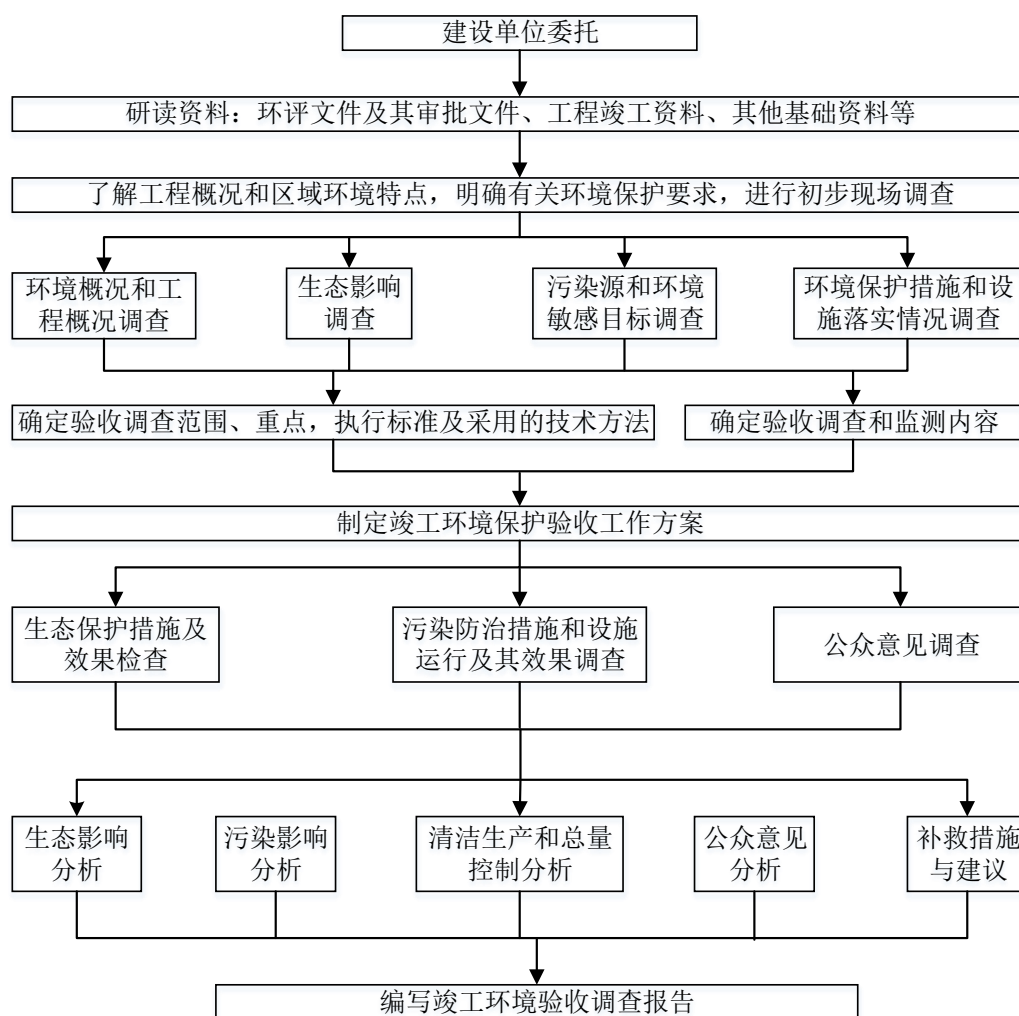 建设单位委托
研读资料：环评文件及其审批文件、工程竣工资料、其他基础资料等
了解工程概况和区域环境特点，明确有关环境保护要求，进行初步现场调查
环境概况和工
程概况调查
生态影响
调查
污染源和环境
敏感目标调查
环境保护措施和设
施落实情况调查
确定验收调查范围、重点，执行标准及采用的技术方法
确定验收调查和监测内容
制定竣工环境保护验收工作方案
生态保护措施及
效果检查
污染防治措施和设施
运行及其效果调查
公众意见调查
生态影响
分析
污染影响
分析
清洁生产和总量
控制分析
公众意见
分析
补救措施
与建议
编写竣工环境验收调查报告